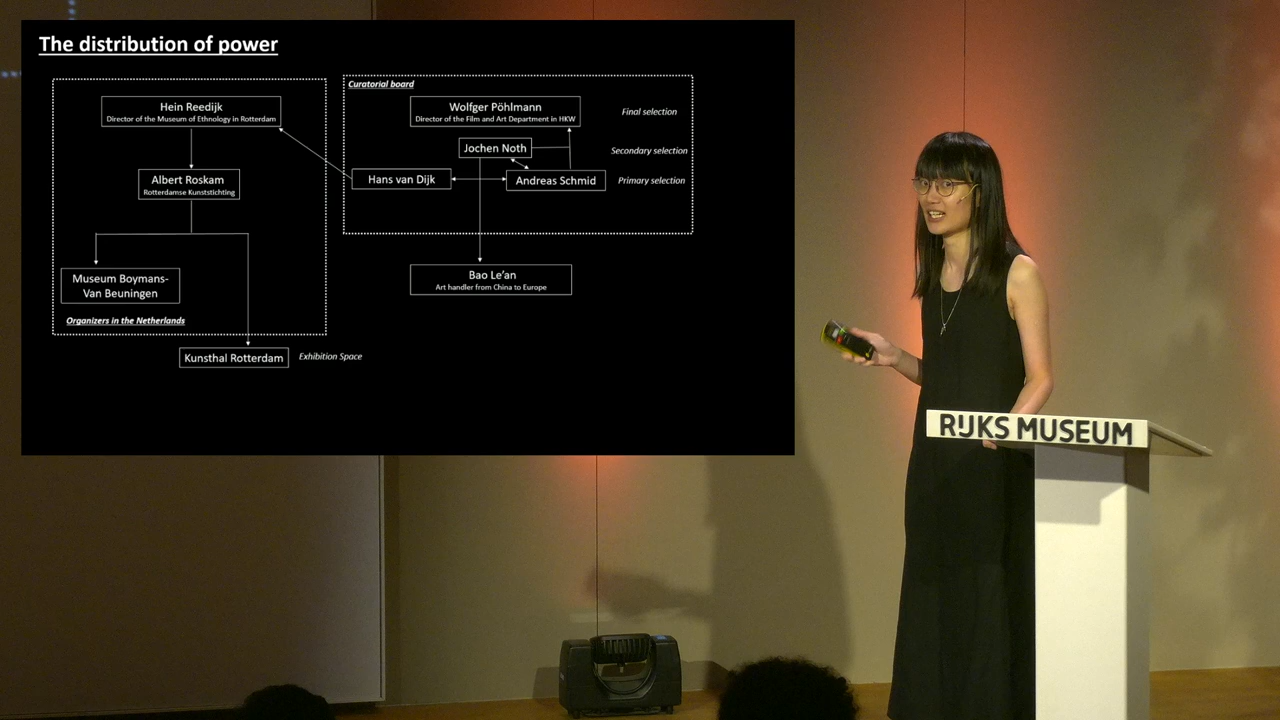 The distribution of power
Hein Reedijk
Director of the Museum of Ethnology in Rotterdam
Albert Roskam
Rotterdamse Kunststichting
Museum Boymans-
Van Beuningen
Organizers in the Netherlands
Kunsthal Rotterdam
Exhibition Space
Curatorial board
Wolfger Pöhlmann
Director of the Film and Art Department in HKW
Final selection
Jochen Noth
Secondary selection
Hans van Dijk
Andreas Schmid
Primary selection
Bao Le'an
Art handler from China to Europe
RIJKS MUSEUM